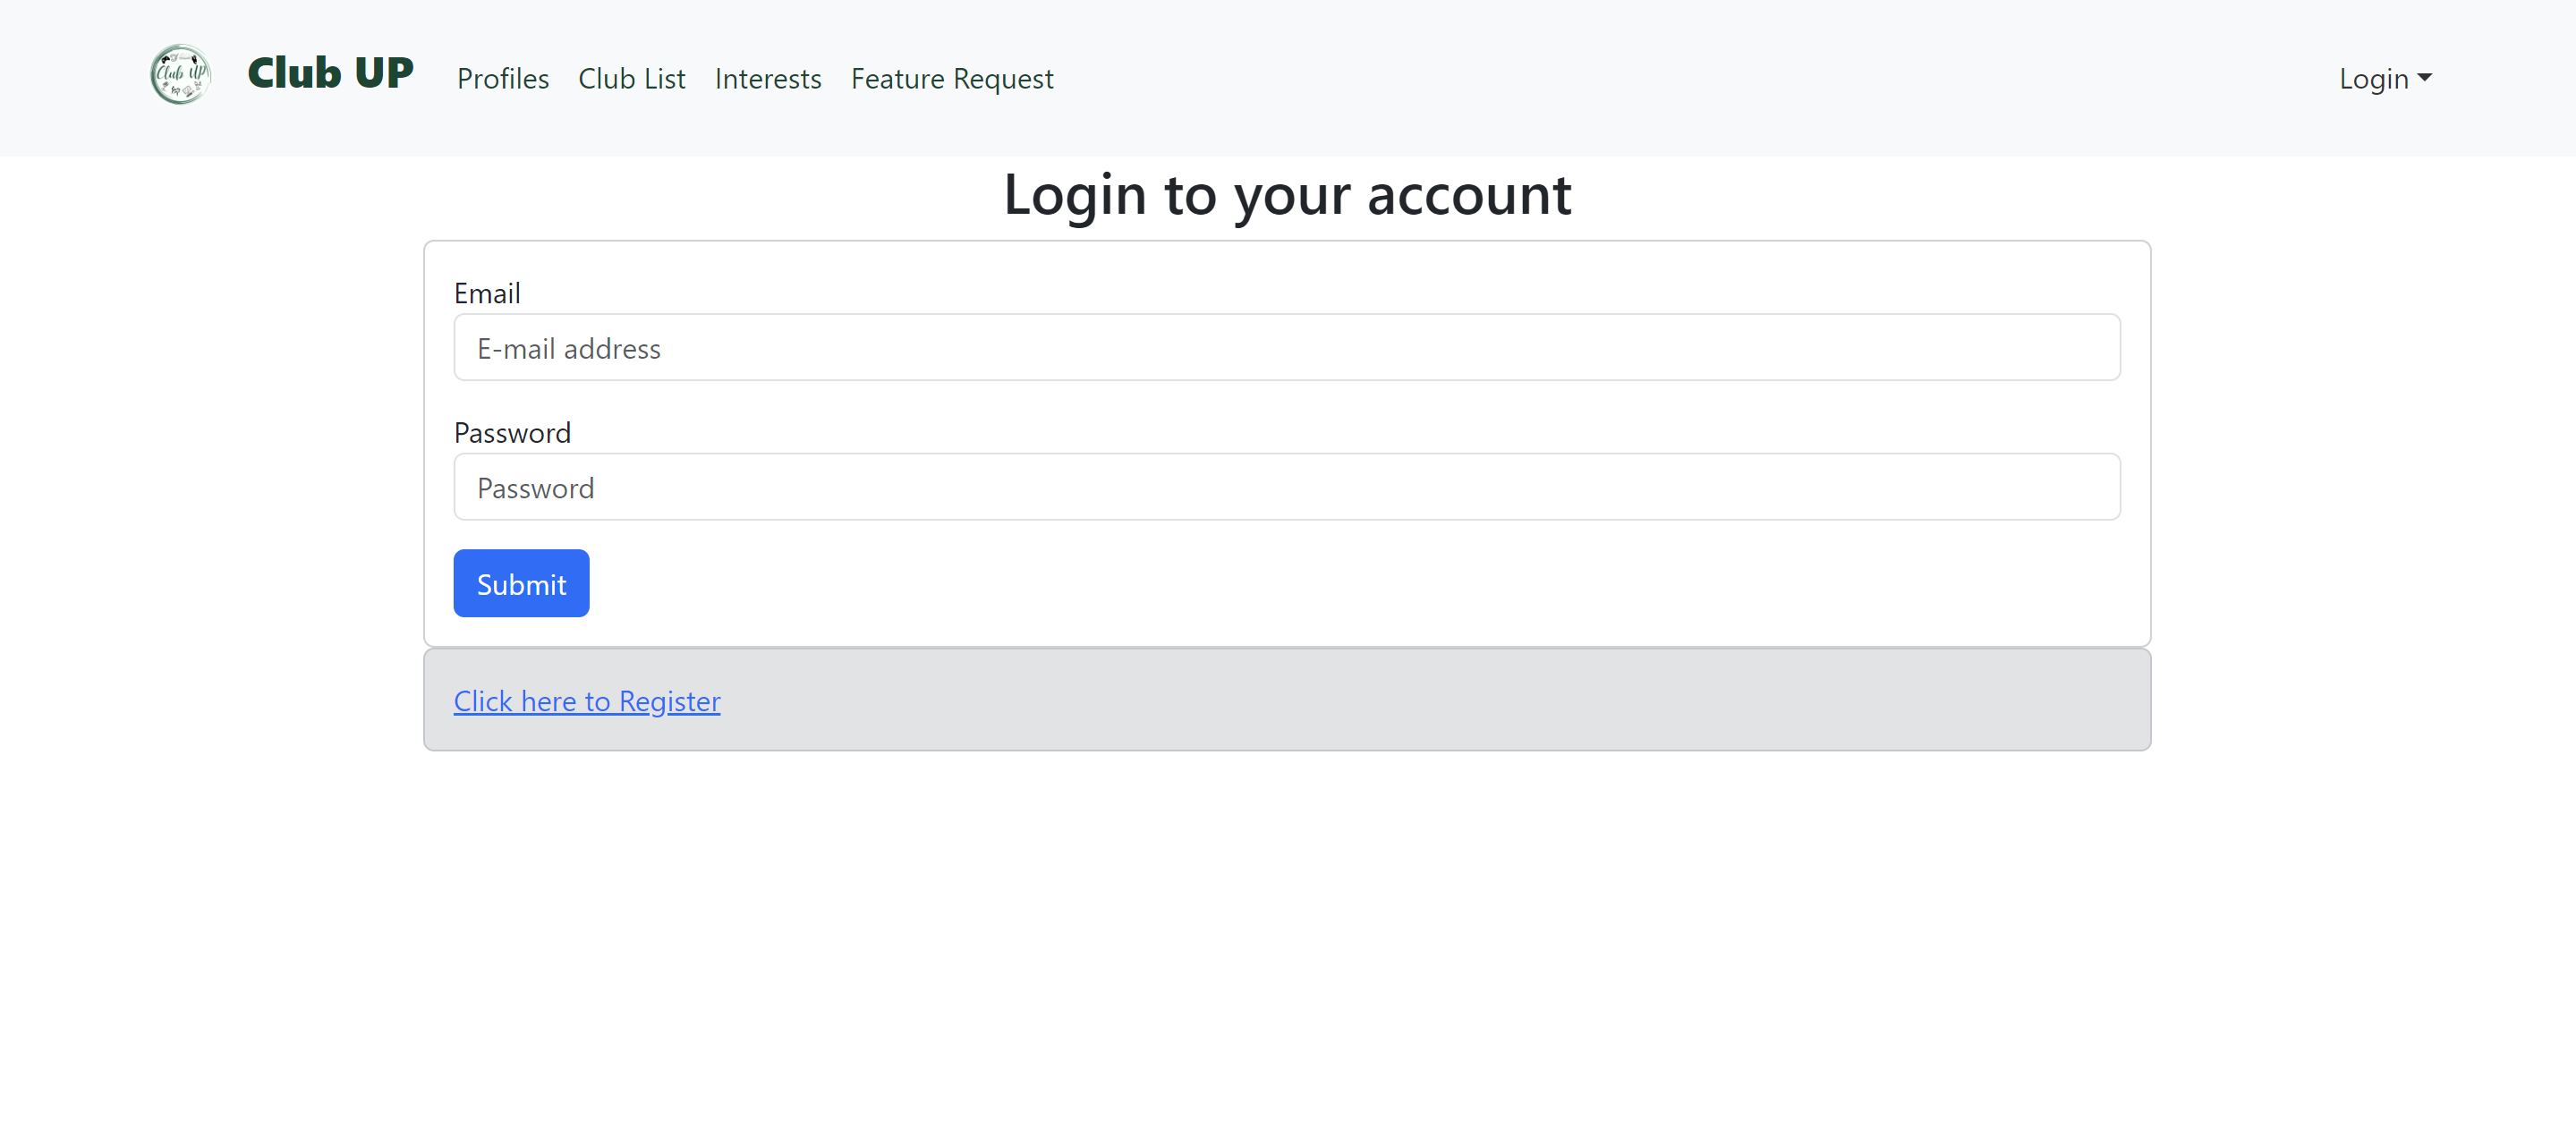 Club UP
Club UP Profiles Club List Interests Feature Request Login
Login to your account
Email
E-mail address
Password
Password
Submit
Click here to Register